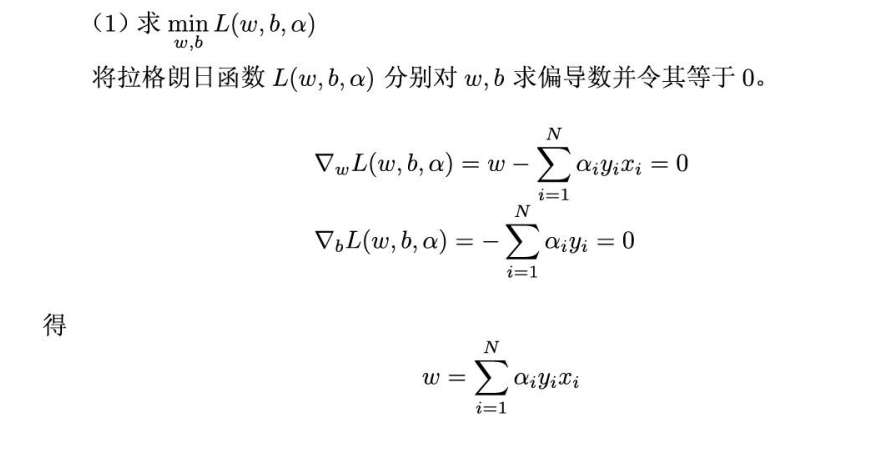 （1）求 $\min_{w,b} L(w, b, \alpha)$
将拉格朗日函数 $L(w, b, \alpha)$ 分别对 $w, b$ 求偏导数并令其等于 0。
$\nabla_w L(w, b, \alpha) = w - \sum_{i=1}^{N} \alpha_i y_i x_i = 0$
$\nabla_b L(w, b, \alpha) = -\sum_{i=1}^{N} \alpha_i y_i = 0$
得
$w = \sum_{i=1}^{N} \alpha_i y_i x_i$